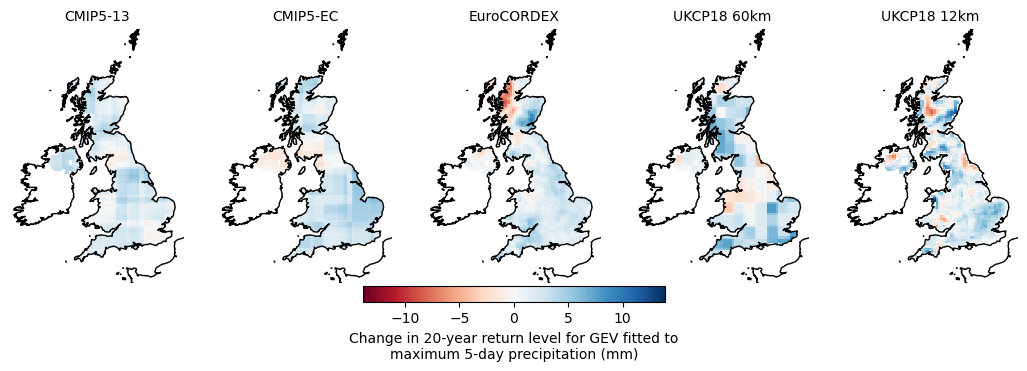 CMIP5-13 CMIP5-EC EuroCORDEX UKCP18 60km UKCP18 12km
−10 −5 0 5 10
Change in 20-year return level for GEV fitted to
maximum 5-day precipitation (mm)